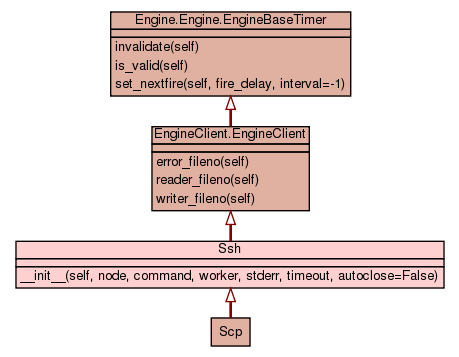 Engine.Engine.EngineBaseTimer
invalidate(self)
is_valid(self)
set_nextfire(self, fire_delay, interval=-1)
EngineClient.EngineClient
error_fileno(self)
reader_fileno(self)
writer_fileno(self)
Ssh
__init__(self, node, command, worker, stderr, timeout, autoclose=False)
Scp